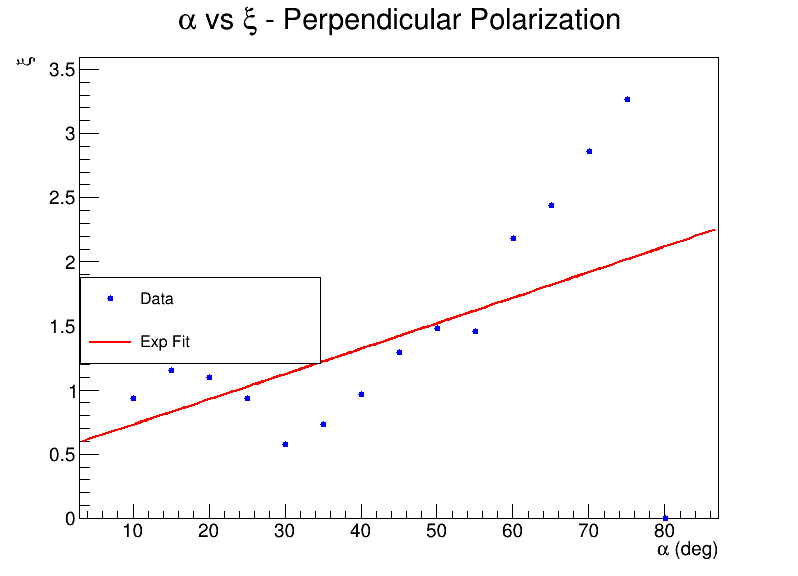 α vs ξ - Perpendicular Polarization
ξ
3.5
3
2.5
2
1.5
1
0.5
0
Data
Exp Fit
10 20 30 40 50 60 70 80
α (deg)